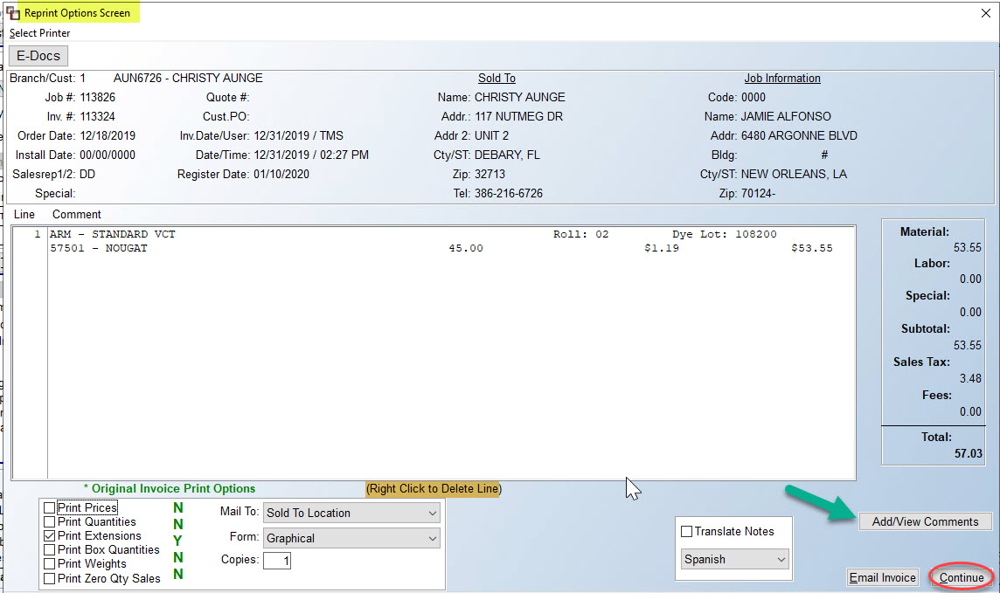 Reprint Options Screen
Select Printer
E-Docs
Branch/Cust: 1 AUN6726 - CHRISTY AUNGE Sold To Job Information
Job #: 113826 Quote #: Name: CHRISTY AUNGE Code: 0000
Inv. #: 113324 Cust.PO: Addr.: 117 NUTMEG DR Name: JAMIE ALFONSO
Order Date: 12/18/2019 Inv.Date/User: 12/31/2019 / TMS Addr 2: UNIT 2 Addr: 6480 ARGONNE BLVD
Install Date: 00/00/0000 Date/Time: 12/31/2019 / 02:27 PM Cty/ST: DEBARY, FL Bldg: #
Salesrep1/2: DD Register Date: 01/10/2020 Zip: 32713 Cty/ST: NEW ORLEANS, LA
Special: Tel: 386-216-6726 Zip: 70124-
Line Comment
1 ARM - STANDARD VCT Roll: 02 Dye Lot: 108200
57501 - NOUGAT 45.00 $1.19 $53.55
Material:
53.55
Labor:
0.00
Special:
0.00
Subtotal:
53.55
Sales Tax:
3.48
Fees:
0.00
Total:
57.03
* Original Invoice Print Options (Right Click to Delete Line)
Print Prices N
Print Quantities N
Print Extensions Y
Print Box Quantities N
Print Weights N
Print Zero Qty Sales
Mail To: Sold To Location
Form: Graphical
Copies: 1
Translate Notes
Spanish
Add/View Comments
Email Invoice
Continue